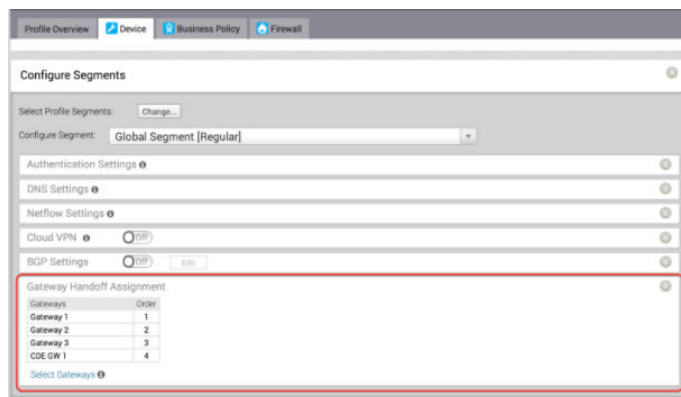 Profile Overview Device Business Policy Firewall
Configure Segments
Select Profile Segments: Change...
Configure Segment: Global Segment [Regular]
Authentication Settings
DNS Settings
Netflow Settings
Cloud VPN Off
BGP Settings Off Edit
Gateway Handoff Assignment
Gateways Order
Gateway 1 1
Gateway 2 2
Gateway 3 3
CDE GW 1 4
Select Gateways